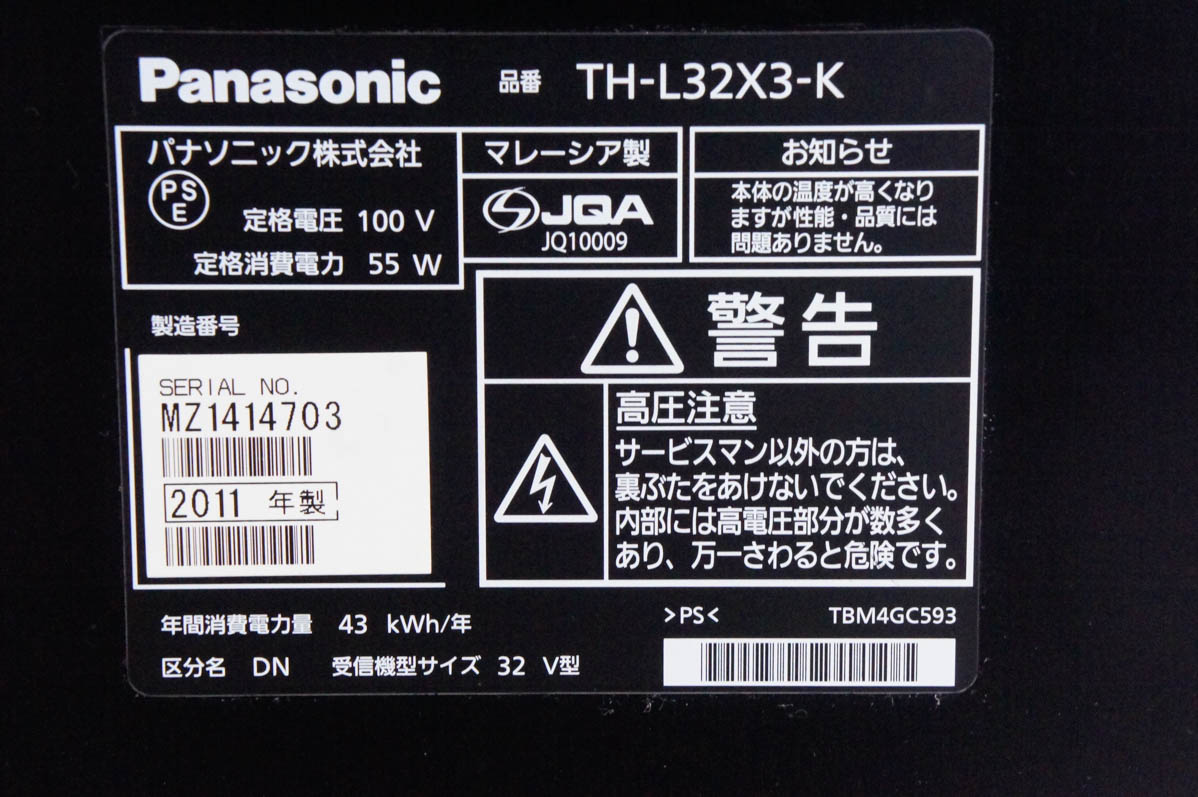 Panasonic 品番 TH-L32X3-K
パナソニック株式会社
PS
E
定格電圧 100 V
定格消費電力 55 W
マレーシア製
JQA
JQ10009
お知らせ
本体の温度が高くなり
ますが性能・品質には
問題ありません。
警告
高圧注意
サービスマン以外の方は、
裏ぶたをあけないでください。
内部には高電圧部分が数多く
あり、万一さわると危険です。
製造番号
SERIAL NO.
MZ1414703
2011 年製
年間消費電力量 43 kWh/年
区分名 DN 受信機型サイズ 32 V型
>PS<
TBM4GC593